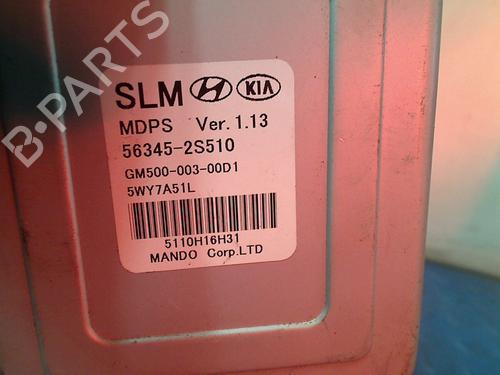 B-PARTS
SLM KIA
MDPS Ver. 1.13
56345-2S510
GM500-003-00D1
5WY7A51L
5110H16H31
MANDO Corp.LTD